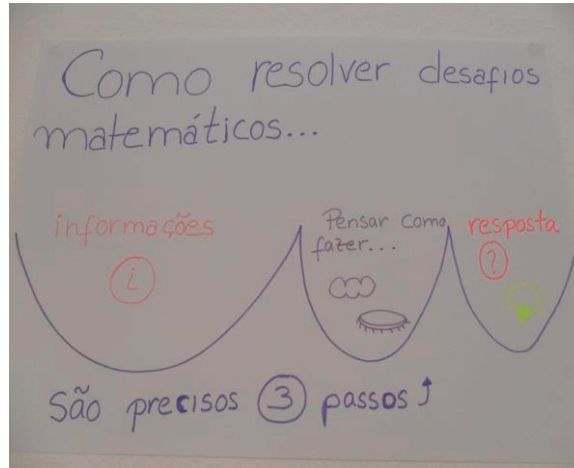 Como resolver desafios
matemáticos...
informações
i
Pensar como
fazer...
resposta
?
São precisos 3 passos